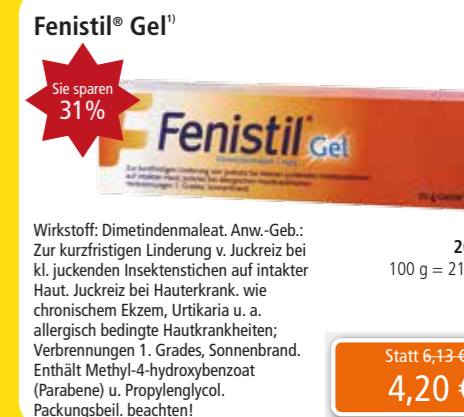 Fenistil® Gel¹⁾
Sie sparen
31%
Fenistil Gel
Wirkstoff: Dimetindenmaleat. Anw.-Geb.:
Zur kurzfristigen Linderung v. Juckreiz bei
kl. juckenden Insektenstichen auf intakter
Haut. Juckreiz bei Hauterkrank. wie
chronischem Ekzem, Urtikaria u. a.
allergisch bedingte Hautkrankheiten;
Verbrennungen 1. Grades, Sonnenbrand.
Enthält Methyl-4-hydroxybenzoat
(Parabene) u. Propylenglycol.
Packungsbeil. beachten!
100 g = 21
Statt 6,13 €
4,20 €